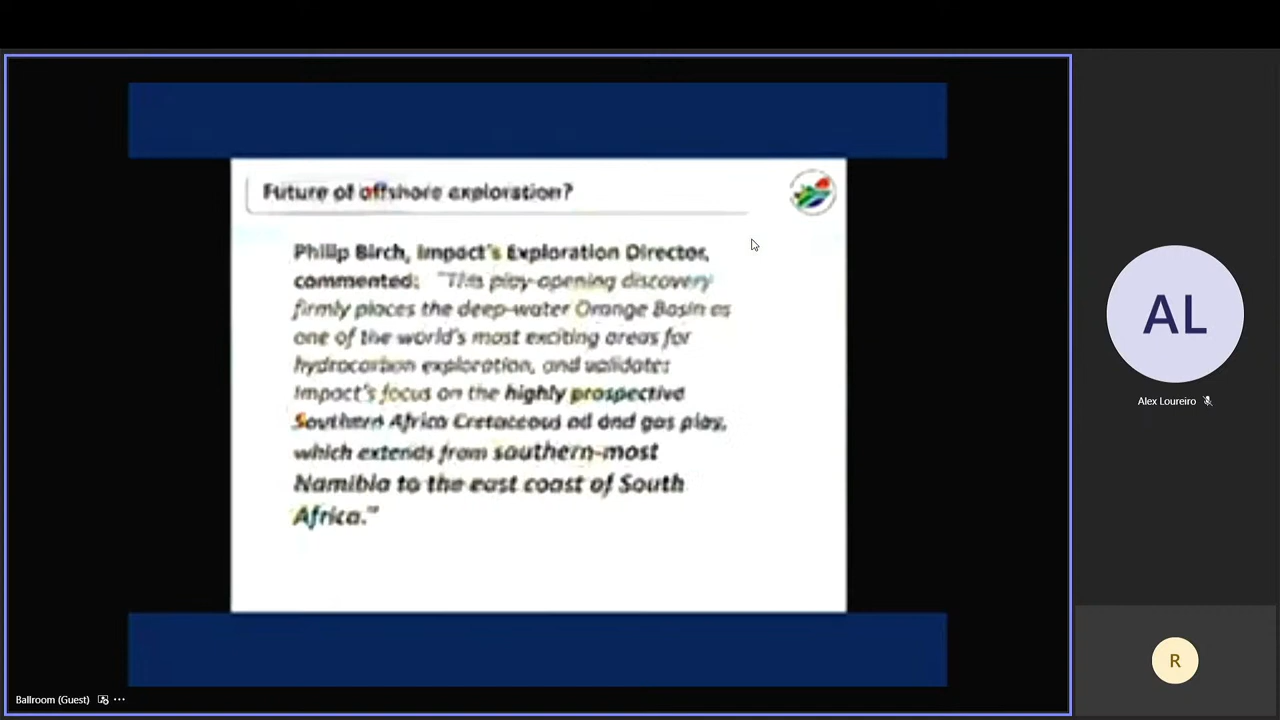 Future of offshore exploration?
Philip Birch, Impact's Exploration Director,
commented: "This play-opening discovery
firmly places the deep-water Orange Basin as
one of the world's most exciting areas for
hydrocarbon exploration, and validates
Impact's focus on the highly prospective
Southern Africa Cretaceous oil and gas play,
which extends from southern-most
Namibia to the east coast of South
Africa."
AL
Alex Loureiro
R
Ballroom (Guest)